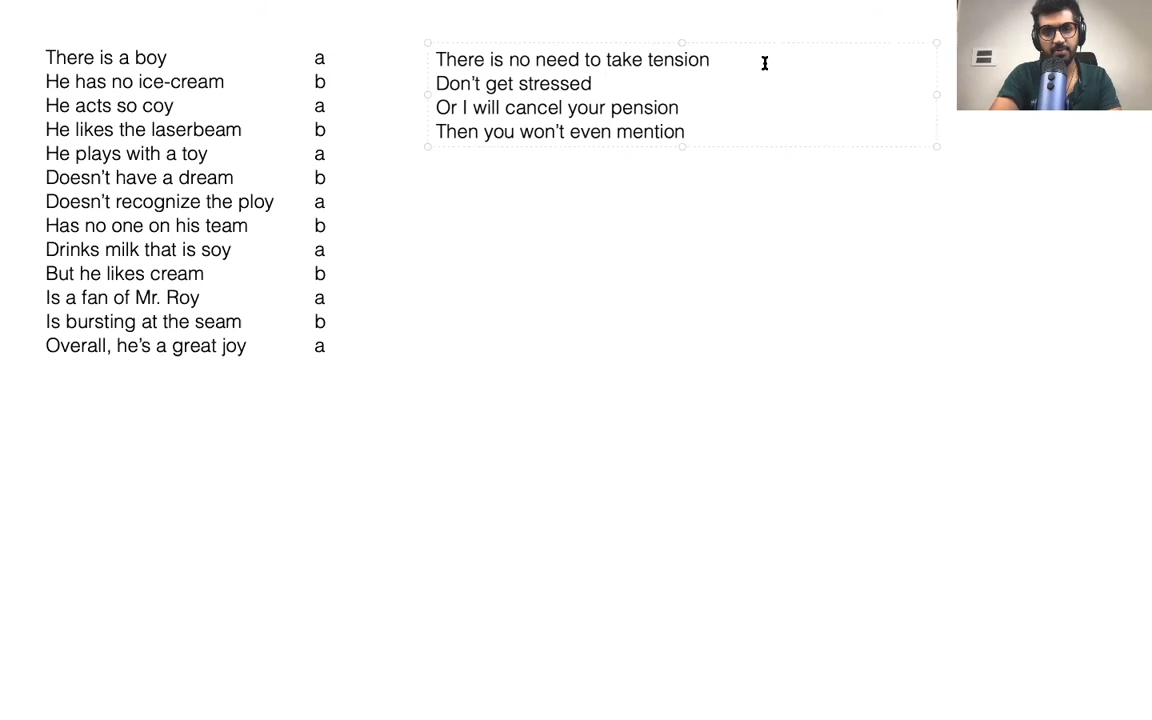 There is a boy a
He has no ice-cream b
He acts so coy a
He likes the laserbeam b
He plays with a toy a
Doesn't have a dream b
Doesn't recognize the ploy a
Has no one on his team b
Drinks milk that is soy a
But he likes cream b
Is a fan of Mr. Roy a
Is bursting at the seam b
Overall, he's a great joy a
There is no need to take tension
Don't get stressed
Or I will cancel your pension
Then you won't even mention